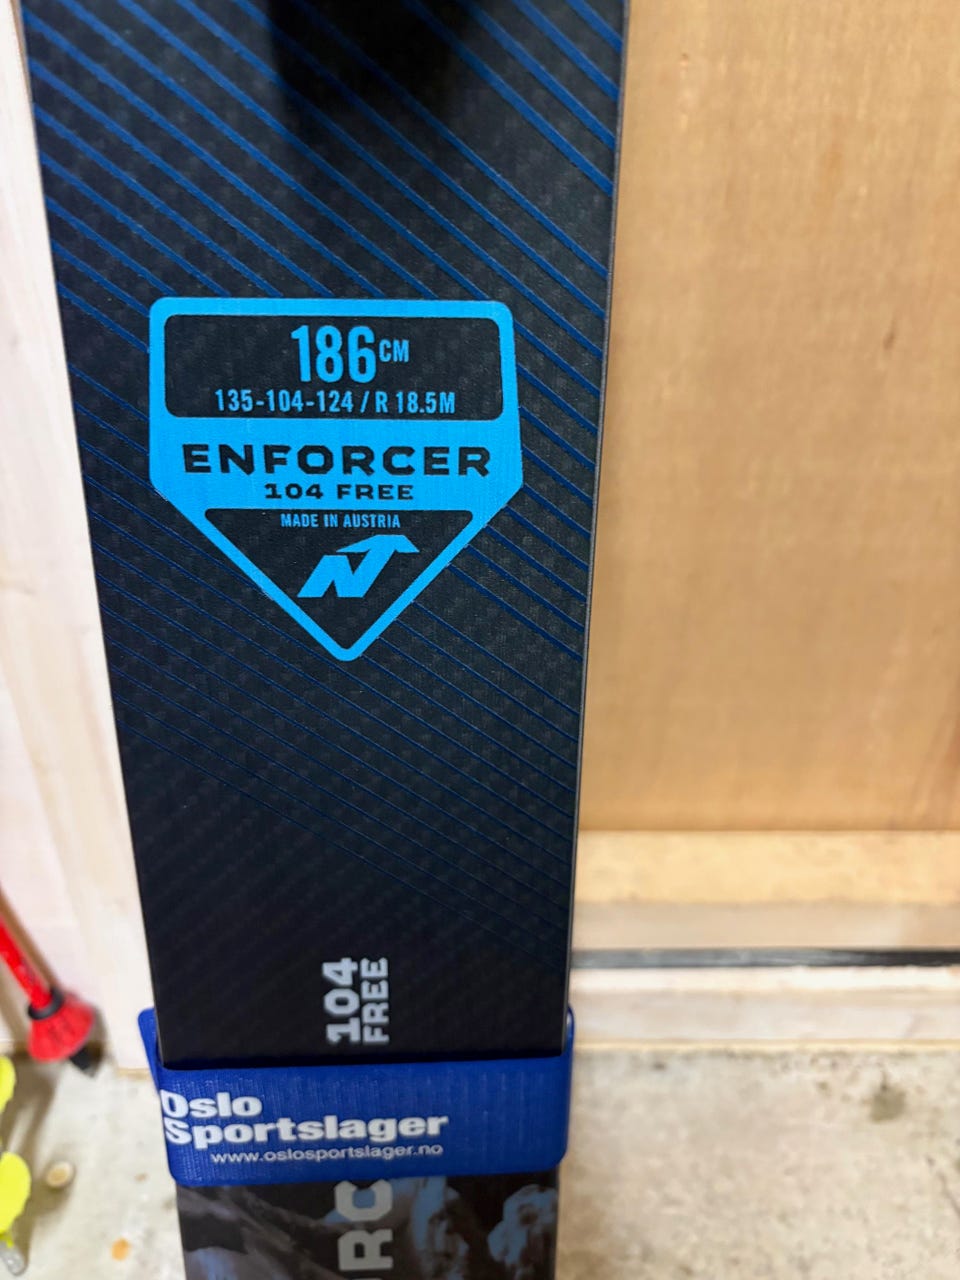 186CM
135-104-124 / R 18.5M
ENFORCER
104 FREE
MADE IN AUSTRIA
104
FREE
Oslo
Sportslager
www.oslosportslager.no
RC